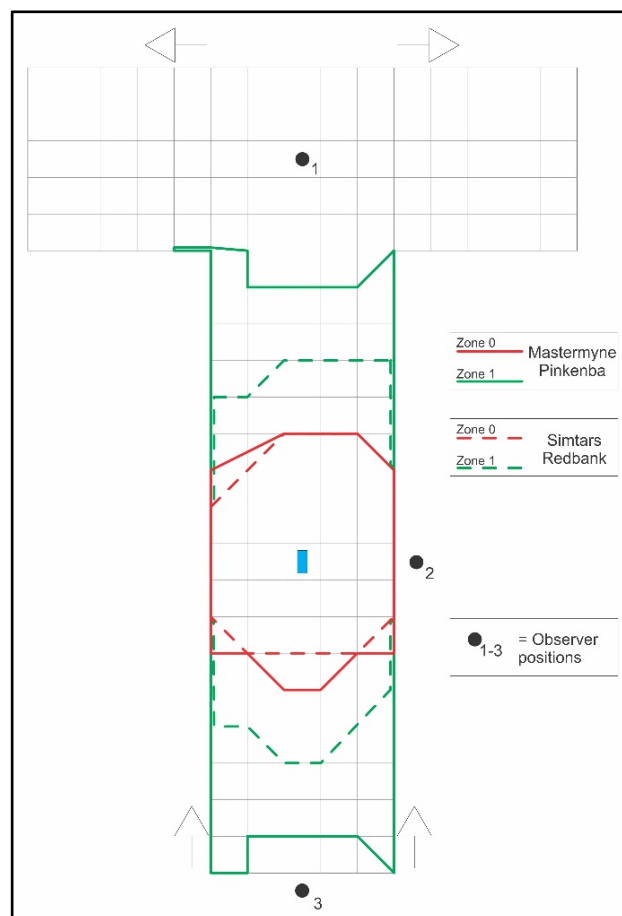 1
Zone 0
Mastermyne
Pinkenba
Zone 1
Zone 0
Simtars
Redbank
Zone 1
2
1-3 = Observer
positions
3